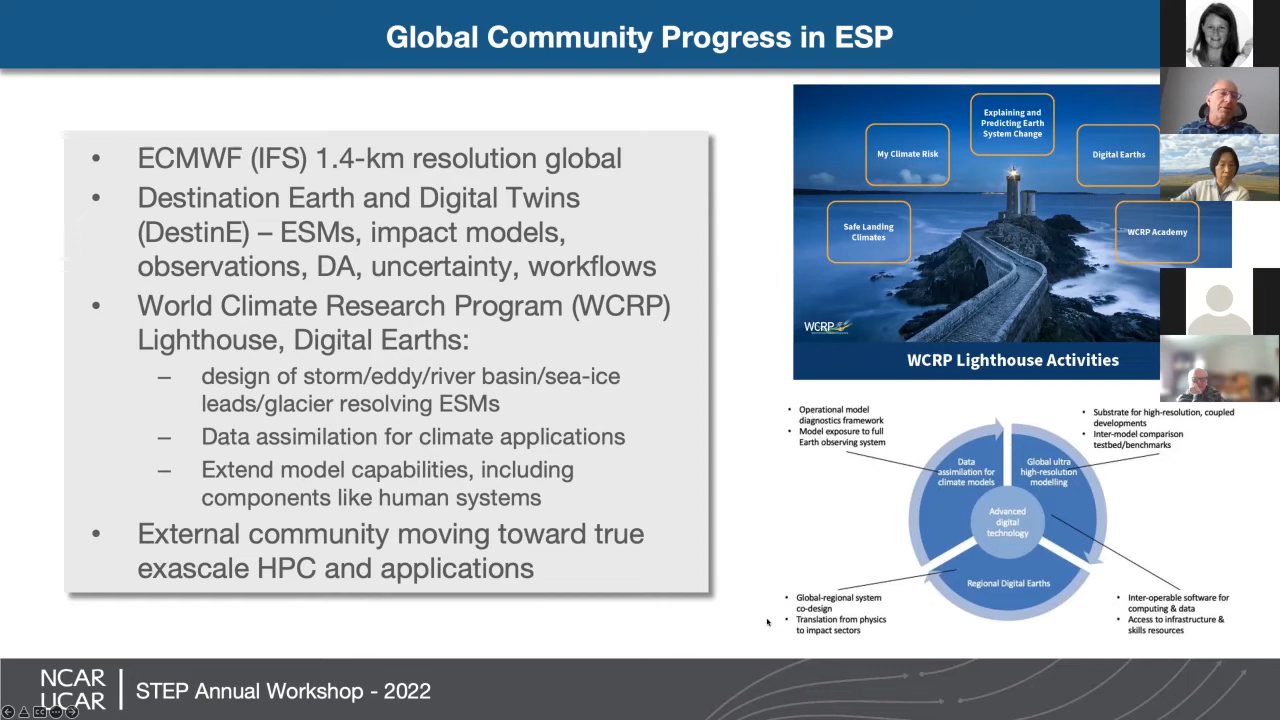 Global Community Progress in ESP
• ECMWF (IFS) 1.4-km resolution global
• Destination Earth and Digital Twins
(DestinE) – ESMs, impact models,
observations, DA, uncertainty, workflows
• World Climate Research Program (WCRP)
Lighthouse, Digital Earths:
– design of storm/eddy/river basin/sea-ice
leads/glacier resolving ESMs
– Data assimilation for climate applications
– Extend model capabilities, including
components like human systems
• External community moving toward true
exascale HPC and applications
Explaining and
Predicting Earth
System Change
My Climate Risk
Digital Earths
Safe Landing
Climates
WCRP Academy
WCRP
WCRP Lighthouse Activities
• Operational model
diagnostics framework
• Model exposure to full
Earth observing system
• Substrate for high-resolution, coupled
developments
• Inter-model comparison
testbed/benchmarks
Data
assimilation for
climate models
Global ultra
high-resolution
modelling
Advanced
digital
technology
Regional Digital Earths
• Global-regional system
co-design
• Translation from physics
to impact sectors
• Inter-operable software for
computing & data
• Access to infrastructure &
skills resources
NCAR
UCAR
STEP Annual Workshop - 2022